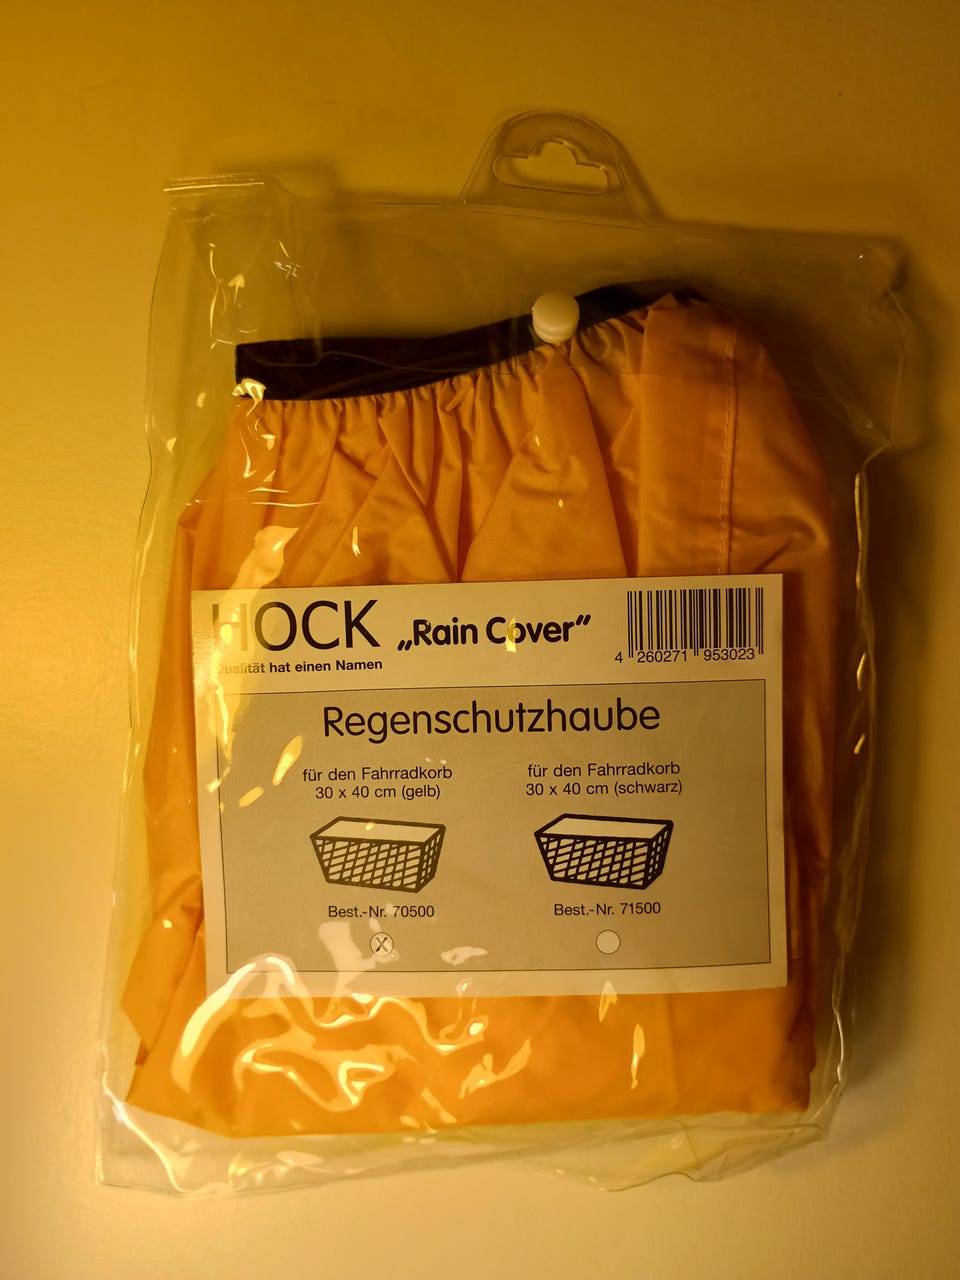 HOCK „Rain Cover“
Qualität hat einen Namen
4 260271 953023
Regenschutzhaube
für den Fahrradkorb
30 x 40 cm (gelb)
Best.-Nr. 70500
X
für den Fahrradkorb
30 x 40 cm (schwarz)
Best.-Nr. 71500